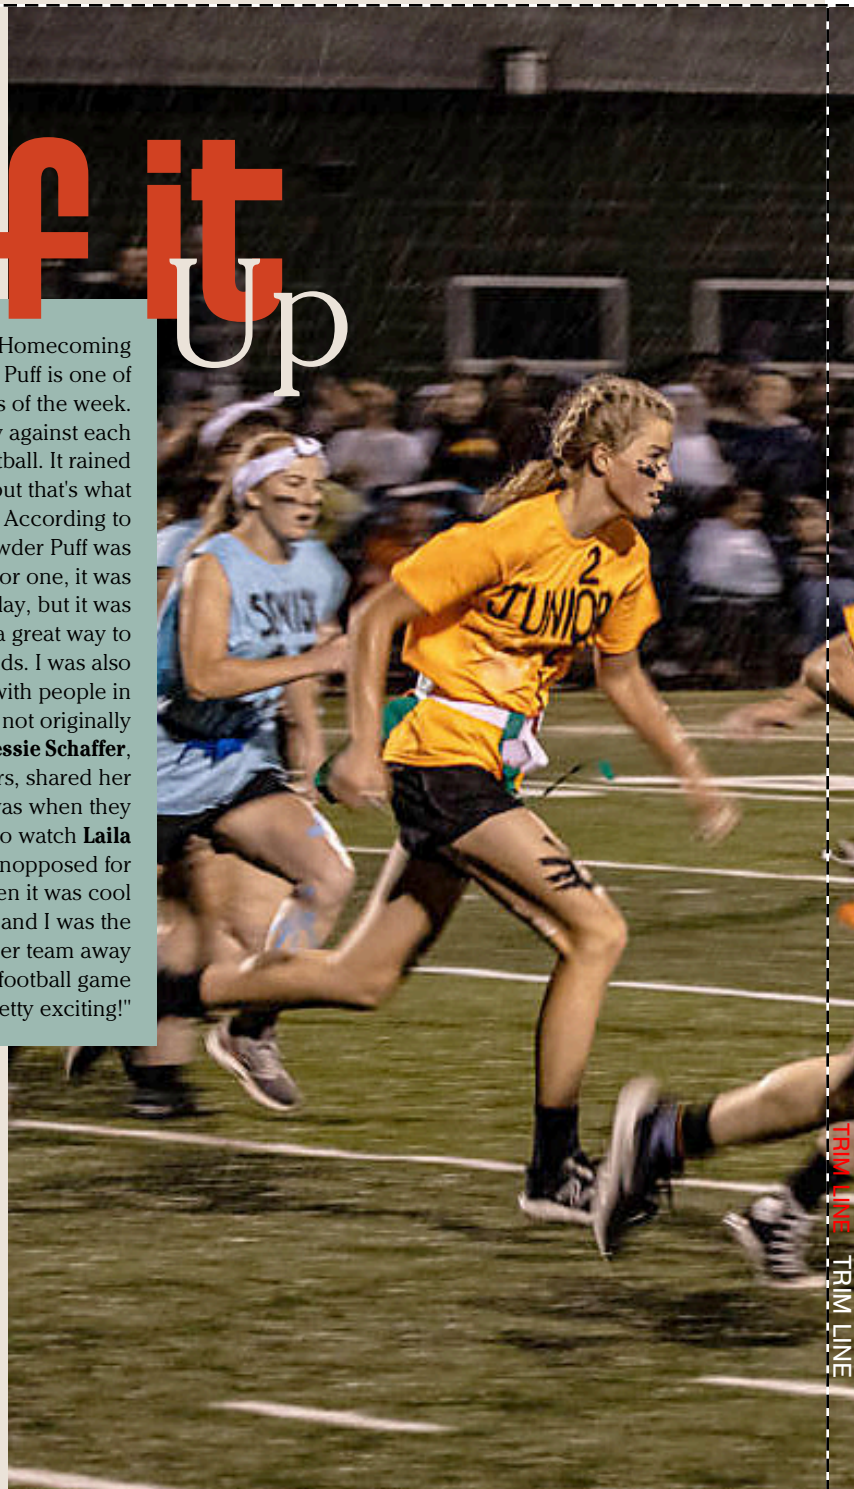 f it
Up
Homecoming
Puff is one of
s of the week.
against each
tball. It rained
but that's what
According to
wder Puff was
or one, it was
lay, but it was
a great way to
ds. I was also
with people in
not originally
essie Schaffer,
rs, shared her
was when they
o watch Laila
nopposed for
en it was cool
and I was the
er team away
football game
etty exciting!"
2
JUNIOR
SENIOR
TRIM LINE
TRIM LINE